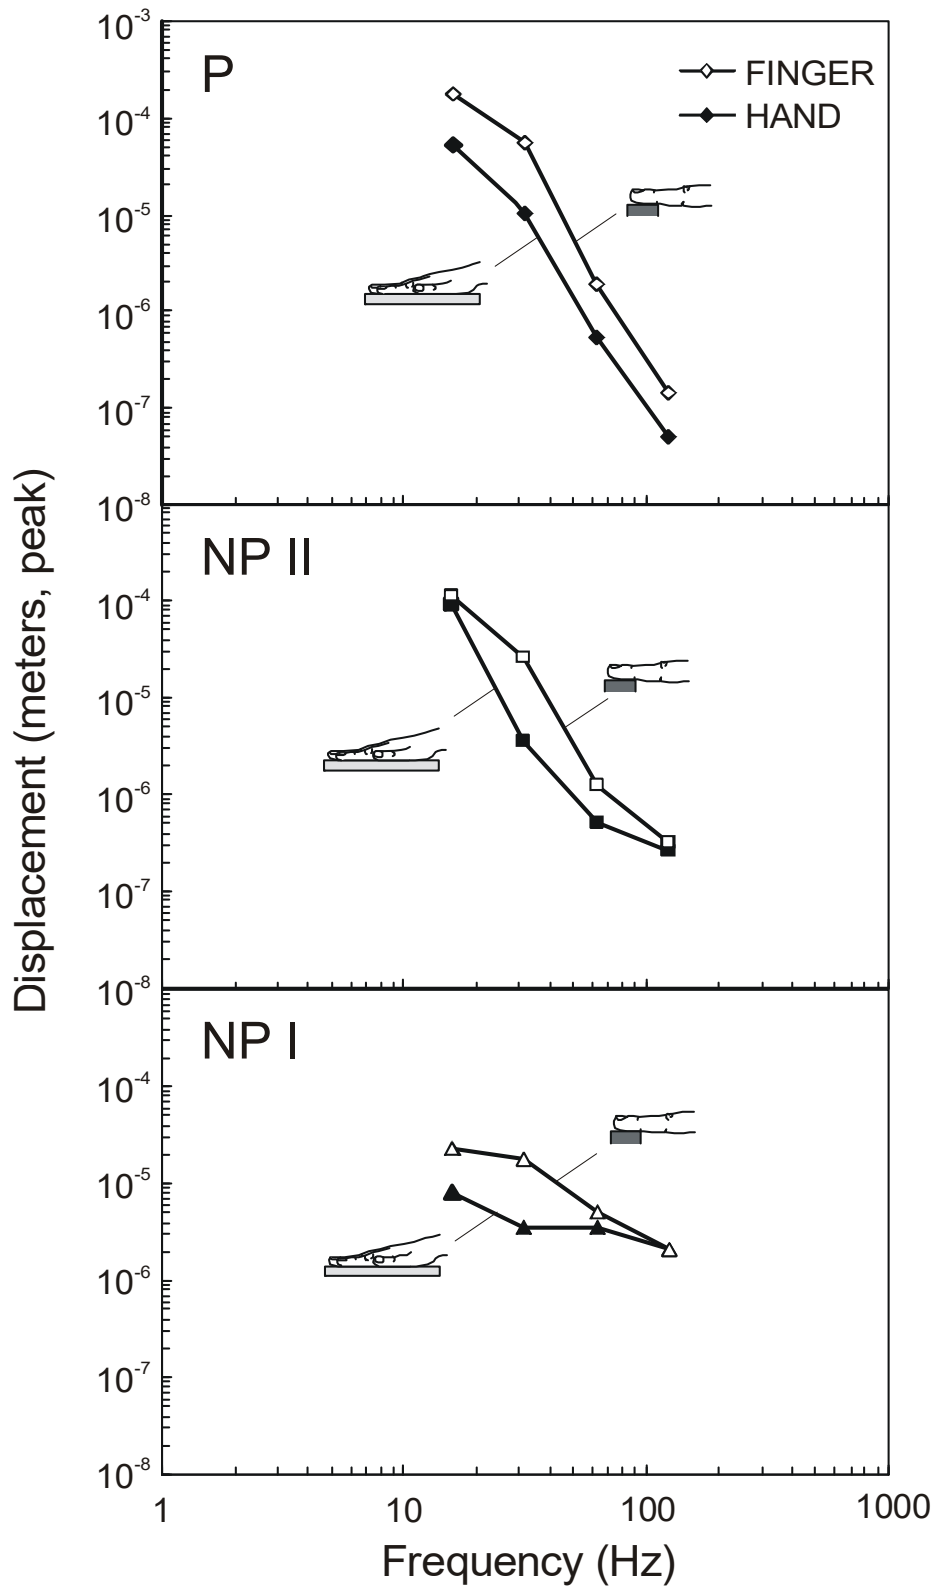 10⁻³
P
FINGER
HAND
10⁻⁴
10⁻⁵
10⁻⁶
10⁻⁷
10⁻⁸
NP II
10⁻⁴
10⁻⁵
10⁻⁶
10⁻⁷
10⁻⁸
NP I
10⁻⁴
10⁻⁵
10⁻⁶
10⁻⁷
10⁻⁸
Displacement (meters, peak)
1 10 100 1000
Frequency (Hz)